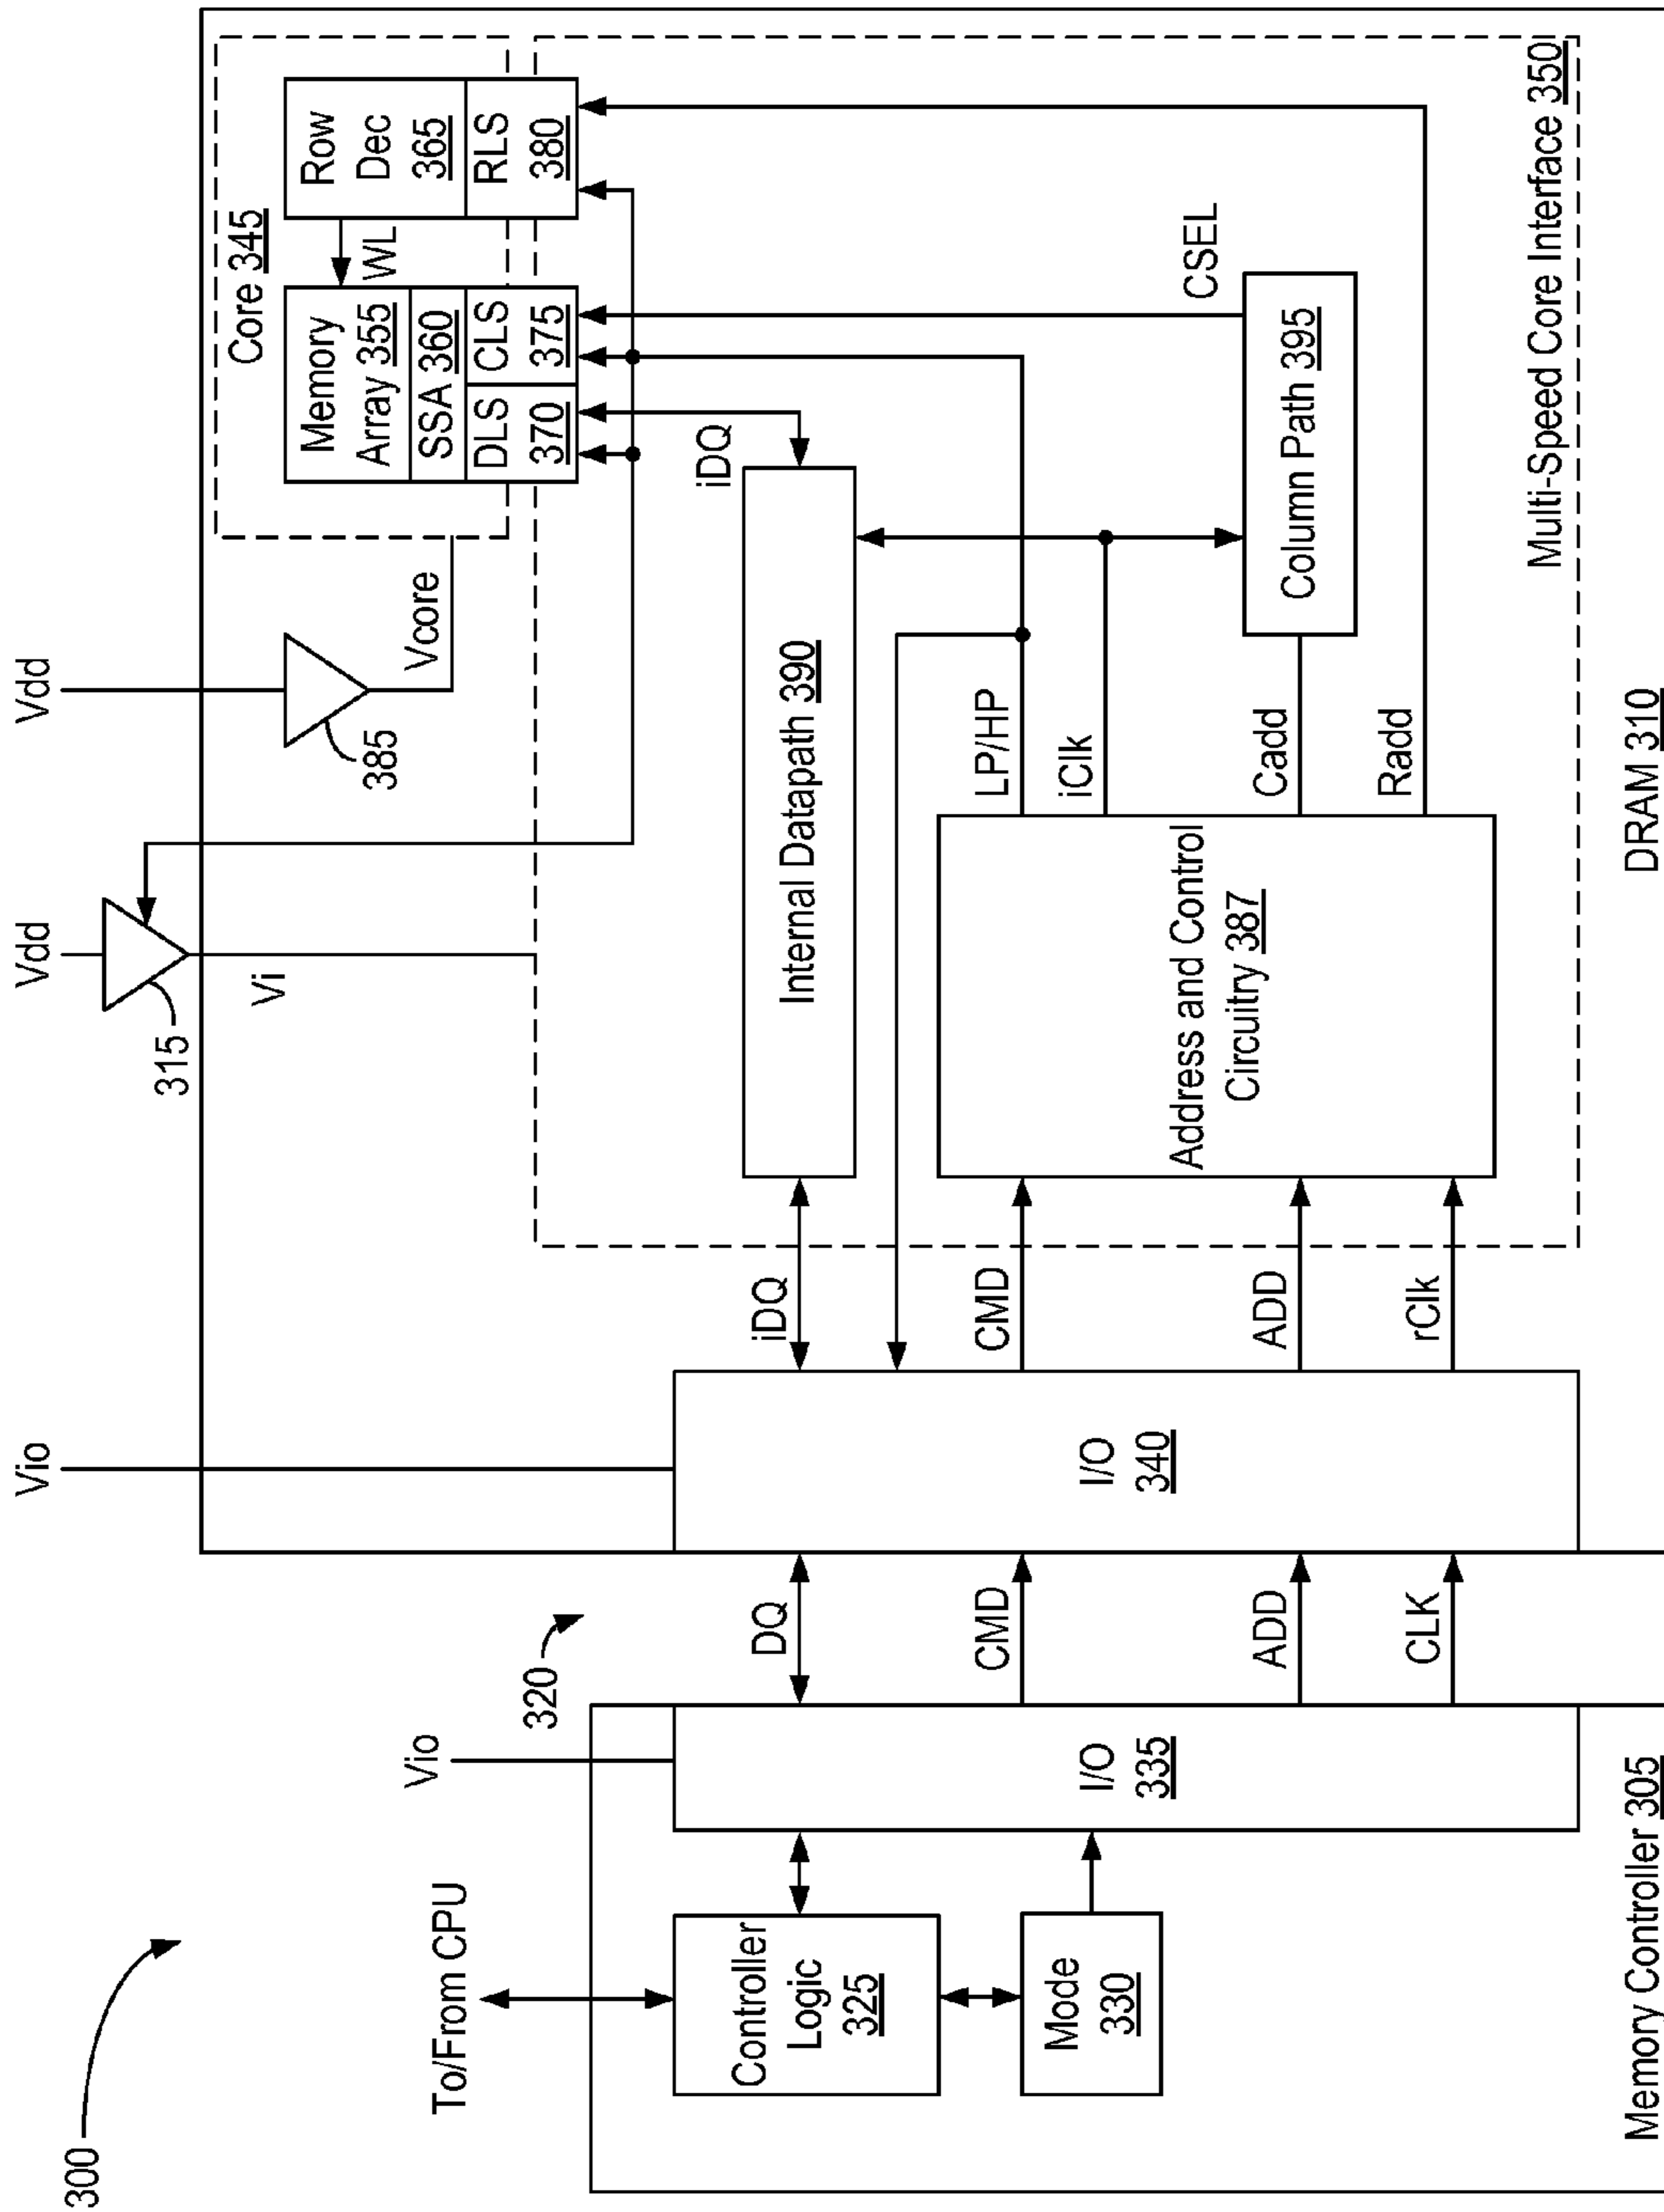 300
To/From CPU
Controller
Logic
325
Mode
330
Vio
I/O
335
Memory Controller 305
320
DQ
CMD
ADD
CLK
Vio
I/O
340
iDQ
CMD
ADD
rClk
Vdd
315
Vi
Vdd
385
Vcore
Core 345
Memory
Array 355
SSA 360
DLS
370
CLS
375
WL
Row
Dec
365
RLS
380
iDQ
Internal Datapath 390
Address and Control
Circuitry 387
LP/HP
iClk
Cadd
Radd
Column Path 395
CSEL
Multi-Speed Core Interface 350
DRAM 310